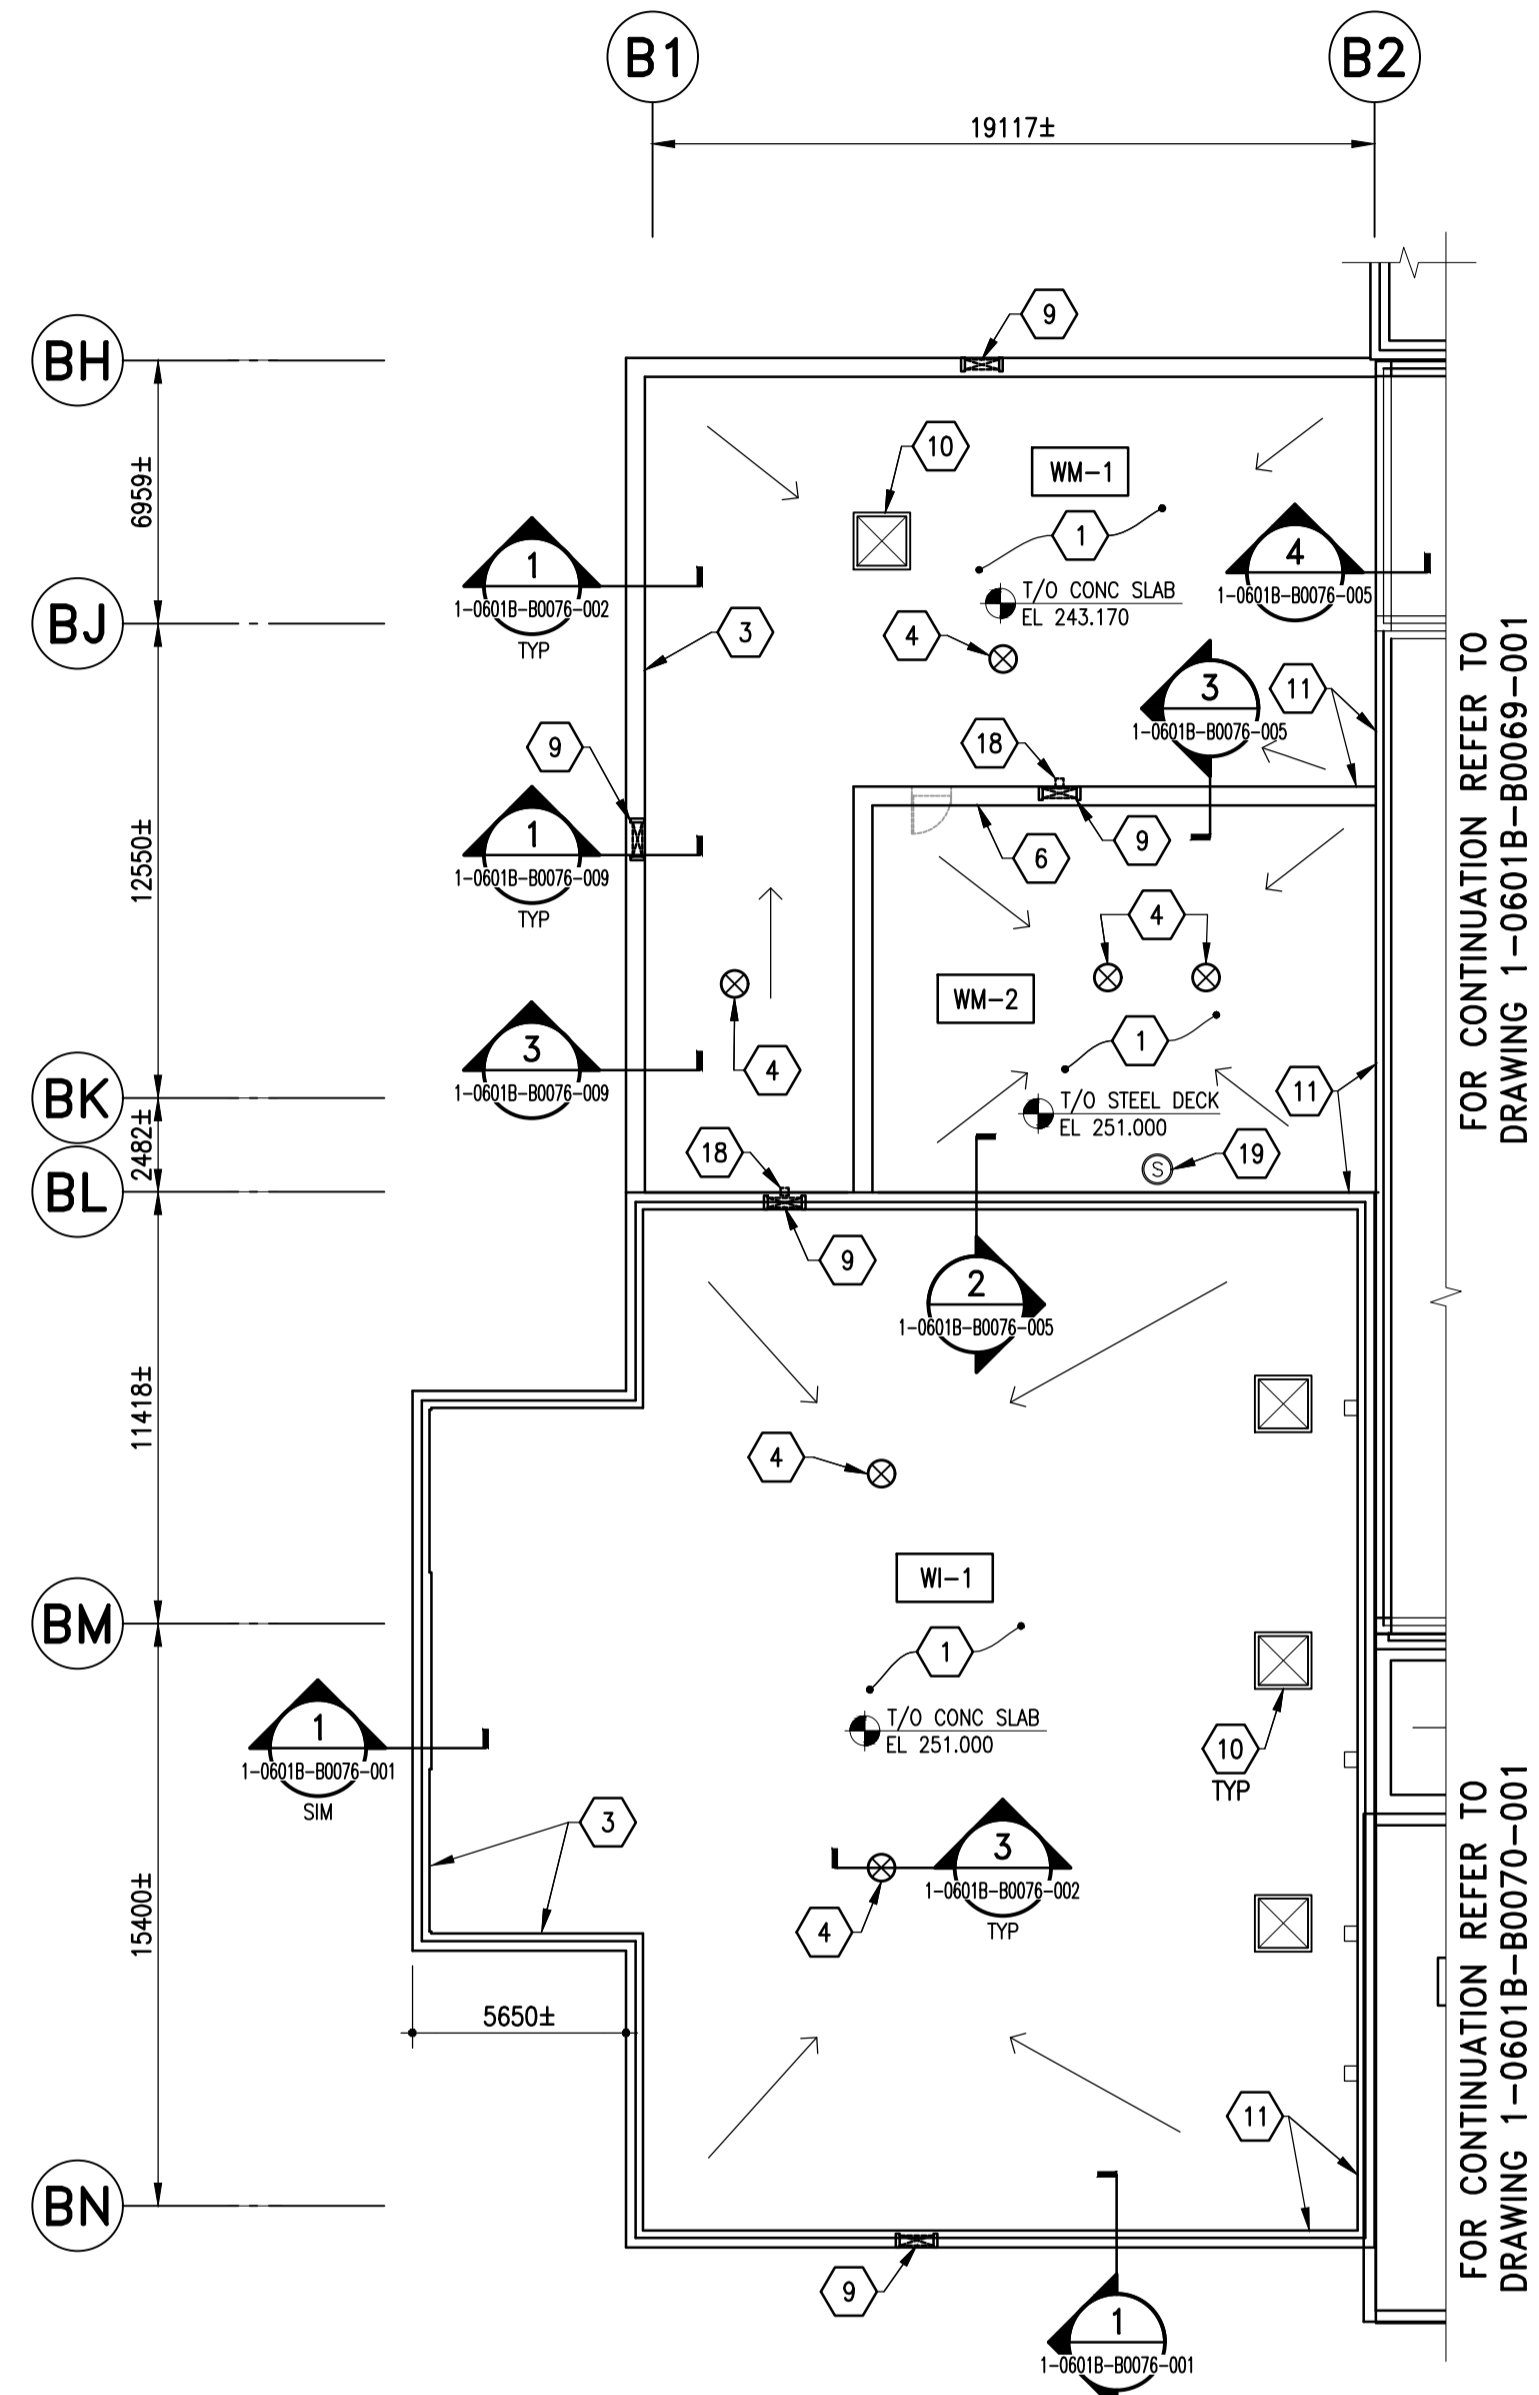 B1
B2
19117±
BH
9
6959±
10
WM-1
1
1
1-0601B-B0076-002
TYP
4
1-0601B-B0076-005
T/O CONC SLAB
EL 243.170
BJ
3
4
3
1-0601B-B0076-005
11
9
18
12550±
1
1-0601B-B0076-009
TYP
6
9
4
WM-2
3
1-0601B-B0076-009
4
1
T/O STEEL DECK
EL 251.000
11
BK
2482±
18
S
19
BL
9
2
1-0601B-B0076-005
11418±
4
WI-1
BM
1
T/O CONC SLAB
EL 251.000
1
1-0601B-B0076-001
SIM
10
TYP
3
3
1-0601B-B0076-002
TYP
15400±
4
5650±
11
BN
9
1
1-0601B-B0076-001
FOR CONTINUATION REFER TO
DRAWING 1-0601B-B0069-001
FOR CONTINUATION REFER TO
DRAWING 1-0601B-B0070-001